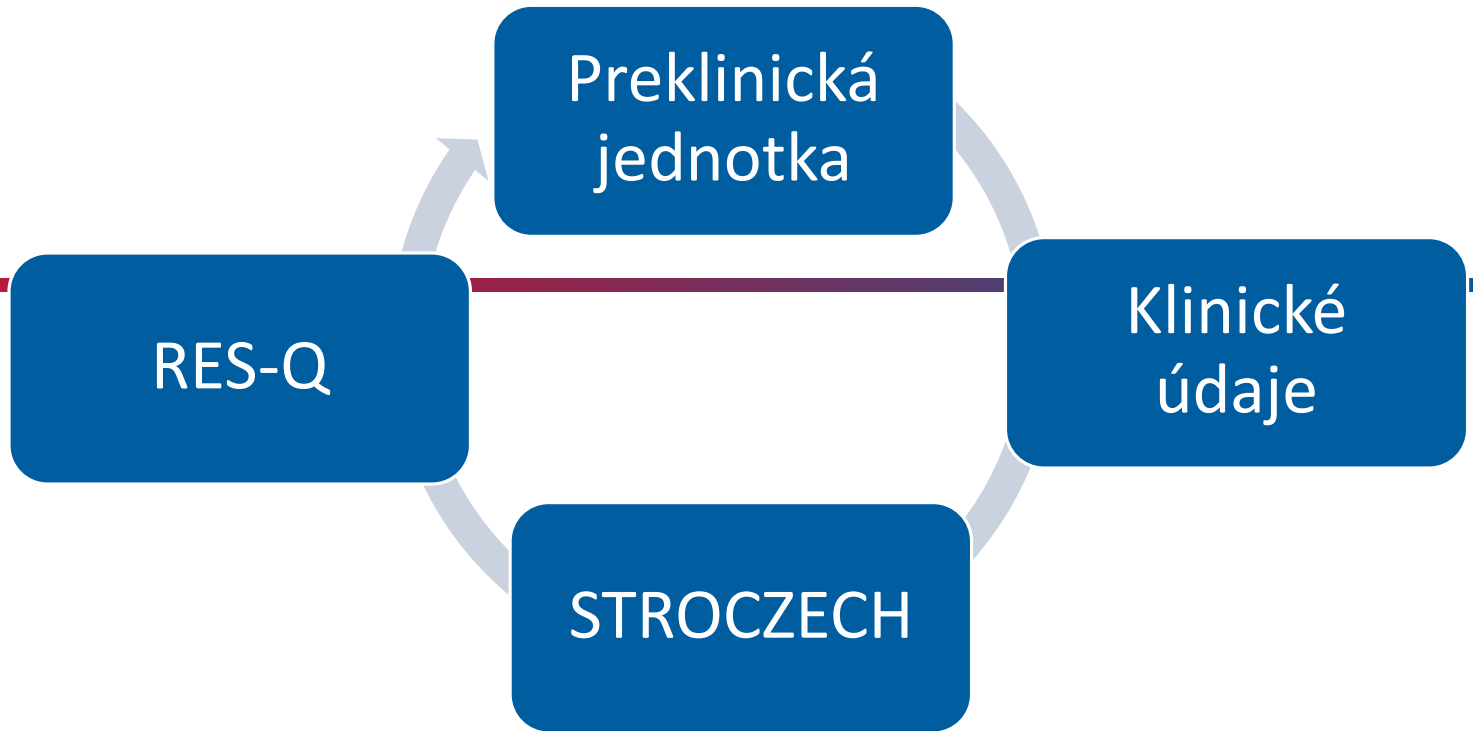 Preklinická
jednotka
Klinické
údaje
STROCZECH
RES-Q